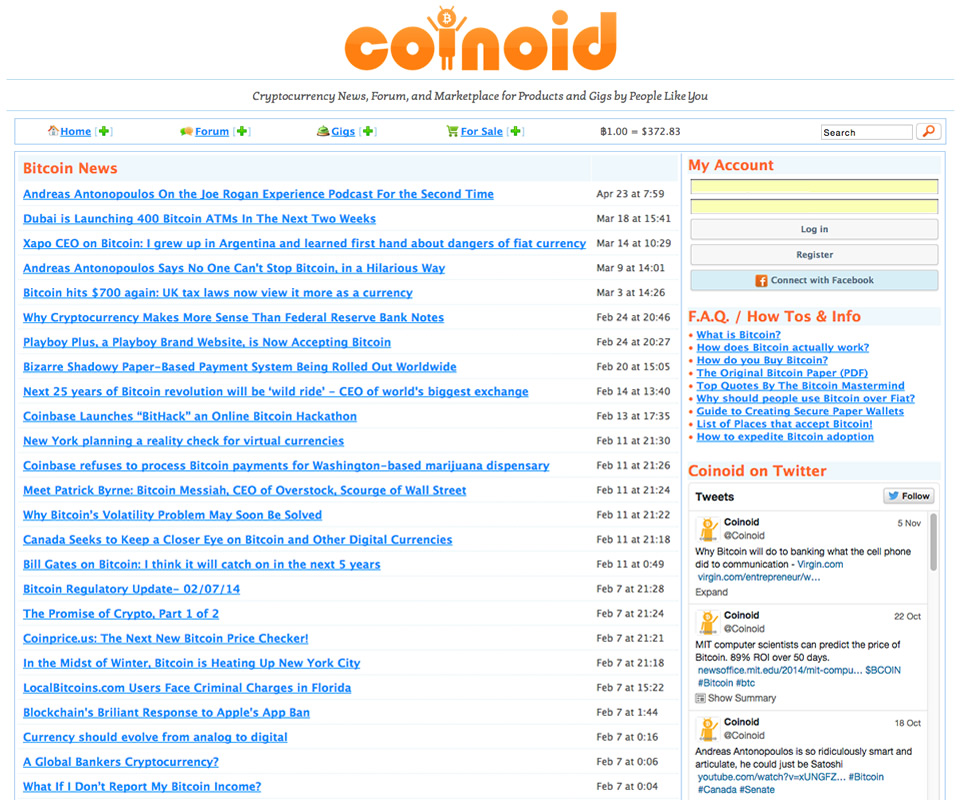 coinoid
Cryptocurrency News, Forum, and Marketplace for Products and Gigs by People Like You
Home [+] Forum [+] Gigs [+] For Sale [+] ฿1.00 = $372.83 Search
Bitcoin News
Andreas Antonopoulos On the Joe Rogan Experience Podcast For the Second Time Apr 23 at 7:59
Dubai is Launching 400 Bitcoin ATMs In The Next Two Weeks Mar 18 at 15:41
Xapo CEO on Bitcoin: I grew up in Argentina and learned first hand about dangers of fiat currency Mar 14 at 10:29
Andreas Antonopoulos Says No One Can't Stop Bitcoin, in a Hilarious Way Mar 9 at 14:01
Bitcoin hits $700 again: UK tax laws now view it more as a currency Mar 3 at 14:26
Why Cryptocurrency Makes More Sense Than Federal Reserve Bank Notes Feb 24 at 20:46
Playboy Plus, a Playboy Brand Website, is Now Accepting Bitcoin Feb 24 at 20:27
Bizarre Shadowy Paper-Based Payment System Being Rolled Out Worldwide Feb 20 at 15:05
Next 25 years of Bitcoin revolution will be 'wild ride' – CEO of world's biggest exchange Feb 14 at 13:40
Coinbase Launches “BitHack” an Online Bitcoin Hackathon Feb 13 at 17:35
New York planning a reality check for virtual currencies Feb 11 at 21:30
Coinbase refuses to process Bitcoin payments for Washington-based marijuana dispensary Feb 11 at 21:26
Meet Patrick Byrne: Bitcoin Messiah, CEO of Overstock, Scourge of Wall Street Feb 11 at 21:24
Why Bitcoin's Volatility Problem May Soon Be Solved Feb 11 at 21:22
Canada Seeks to Keep a Closer Eye on Bitcoin and Other Digital Currencies Feb 11 at 21:18
Bill Gates on Bitcoin: I think it will catch on in the next 5 years Feb 11 at 0:49
Bitcoin Regulatory Update– 02/07/14 Feb 7 at 21:28
The Promise of Crypto, Part 1 of 2 Feb 7 at 21:24
Coinprice.us: The Next New Bitcoin Price Checker! Feb 7 at 21:21
In the Midst of Winter, Bitcoin is Heating Up New York City Feb 7 at 21:18
LocalBitcoins.com Users Face Criminal Charges in Florida Feb 7 at 15:22
Blockchain's Briliant Response to Apple's App Ban Feb 7 at 1:44
Currency should evolve from analog to digital Feb 7 at 0:16
A Global Bankers Cryptocurrency? Feb 7 at 0:06
What If I Don't Report My Bitcoin Income? Feb 7 at 0:04
My Account
Log in
Register
Connect with Facebook
F.A.Q. / How Tos & Info
What is Bitcoin?
How does Bitcoin actually work?
How do you Buy Bitcoin?
The Original Bitcoin Paper (PDF)
Top Quotes By The Bitcoin Mastermind
Why should people use Bitcoin over Fiat?
Guide to Creating Secure Paper Wallets
List of Places that accept Bitcoin!
How to expedite Bitcoin adoption
Coinoid on Twitter
Tweets Follow
Coinoid 5 Nov
@Coinoid
Why Bitcoin will do to banking what the cell phone
did to communication - Virgin.com
virgin.com/entrepreneur/w...
Expand
Coinoid 22 Oct
@Coinoid
MIT computer scientists can predict the price of
Bitcoin. 89% ROI over 50 days.
newsoffice.mit.edu/2014/mit-compu... $BCOIN
#Bitcoin #btc
Show Summary
Coinoid 18 Oct
@Coinoid
Andreas Antonopoulos is so ridiculously smart and
articulate, he could just be Satoshi
youtube.com/watch?v=xUNGFZ... #Bitcoin
#Canada #Senate